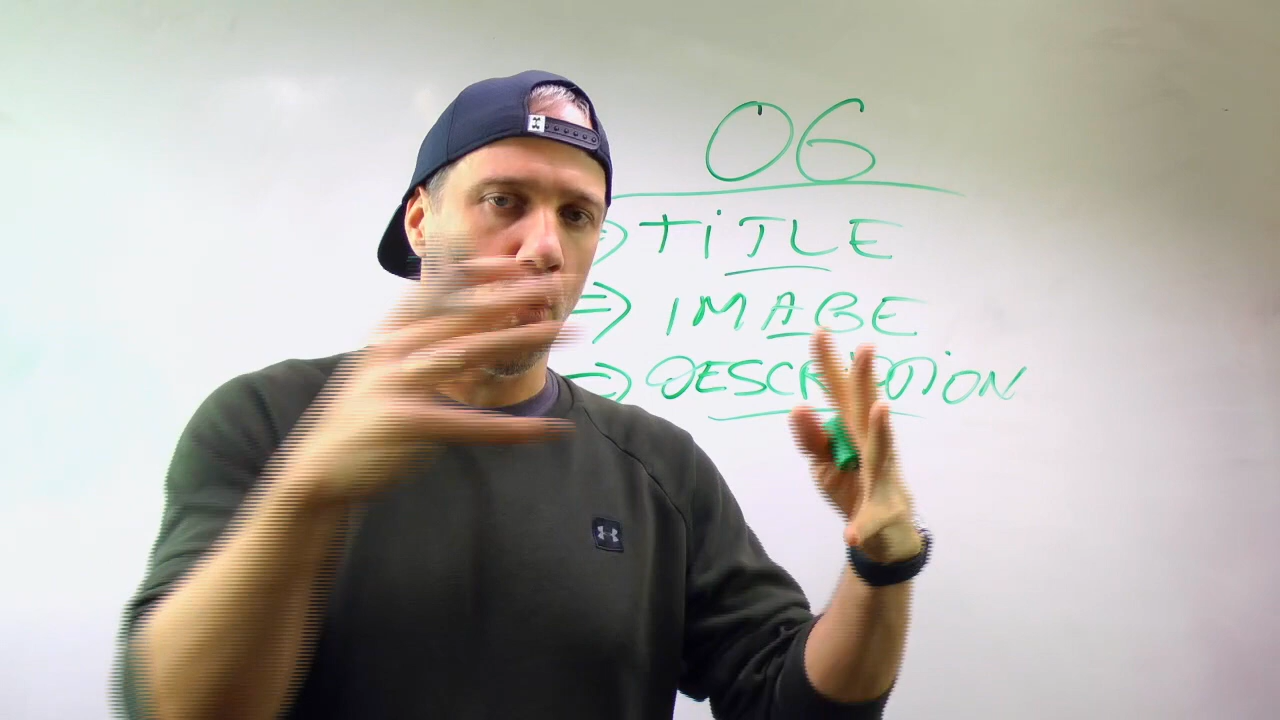 OG
⇒ TiTLE
⇒ IMAGE
⇒ DESCRIPTiON